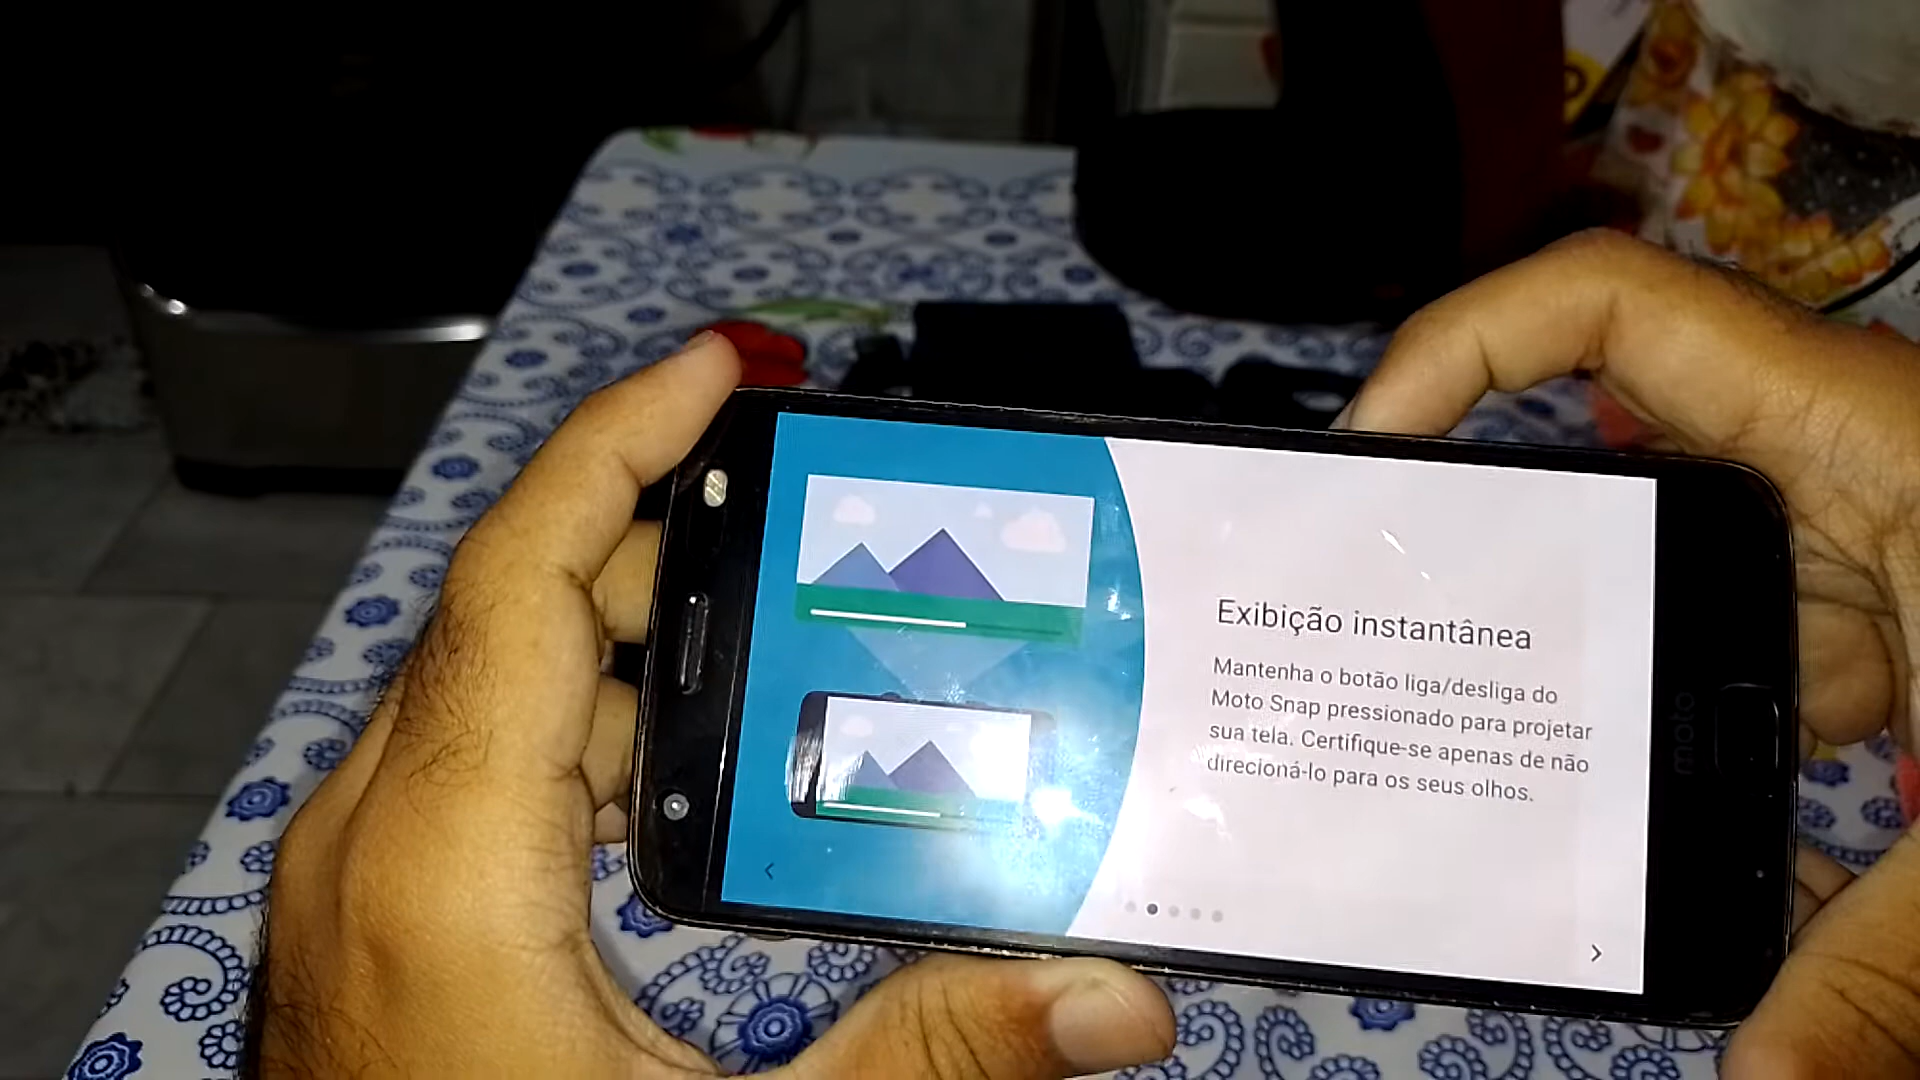 Exibição instantânea
Mantenha o botão liga/desliga do
Moto Snap pressionado para projetar
sua tela. Certifique-se apenas de não
direcioná-lo para os seus olhos.
moto